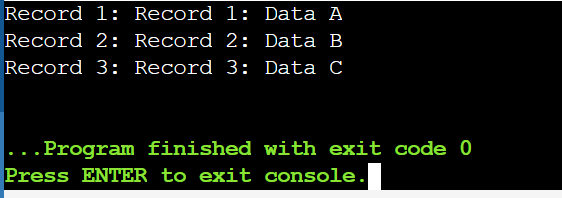 Record 1: Record 1: Data A
Record 2: Record 2: Data B
Record 3: Record 3: Data C
...Program finished with exit code 0
Press ENTER to exit console.